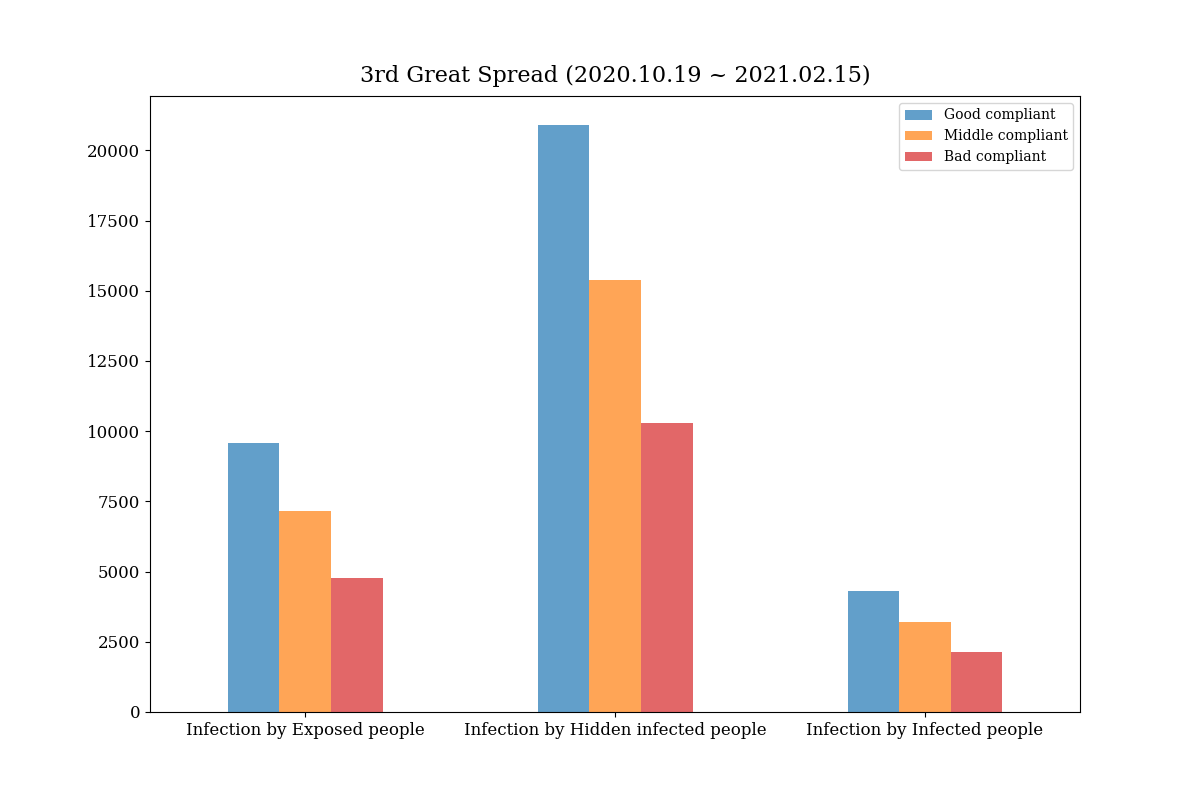 3rd Great Spread (2020.10.19 ~ 2021.02.15)
Good compliant
Middle compliant
Bad compliant
20000
17500
15000
12500
10000
7500
5000
2500
0
Infection by Exposed people
Infection by Hidden infected people
Infection by Infected people